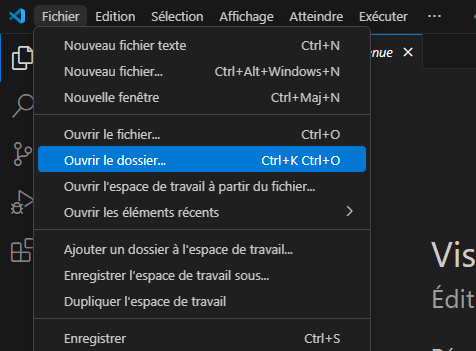 Fichier Edition Sélection Affichage Atteindre Exécuter ···
Nouveau fichier texte Ctrl+N
Nouveau fichier... Ctrl+Alt+Windows+N
Nouvelle fenêtre Ctrl+Maj+N
Ouvrir le fichier... Ctrl+O
Ouvrir le dossier... Ctrl+K Ctrl+O
Ouvrir l'espace de travail à partir du fichier...
Ouvrir les éléments récents
Ajouter un dossier à l'espace de travail...
Enregistrer l'espace de travail sous...
Dupliquer l'espace de travail
Enregistrer Ctrl+S
enue
Vis
Édit